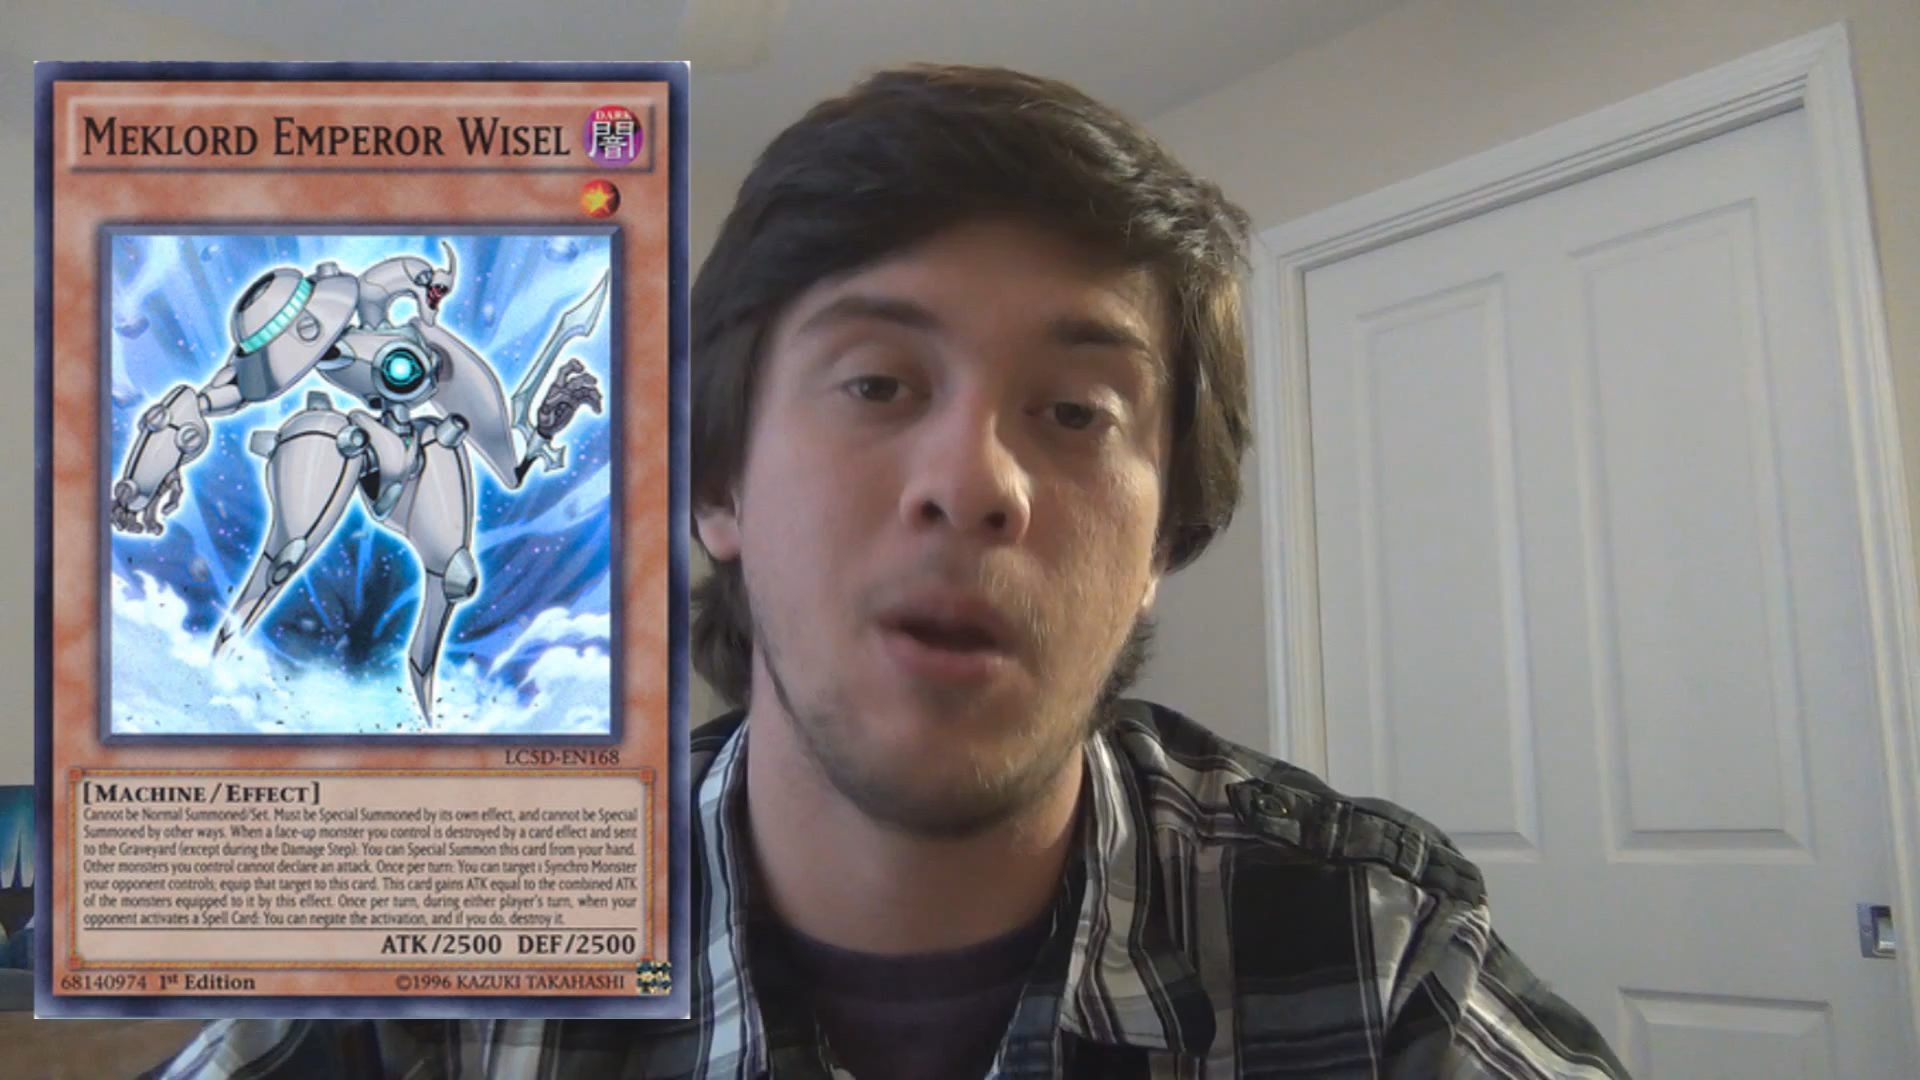 MEKLORD EMPEROR WISEL
DARK
闇
LC5D-EN168
[MACHINE/EFFECT]
Cannot be Normal Summoned/Set. Must be Special Summoned by its own effect, and cannot be Special
Summoned by other ways. When a face-up monster you control is destroyed by a card effect and sent
to the Graveyard (except during the Damage Step): You can Special Summon this card from your hand.
Other monsters you control cannot declare an attack. Once per turn: You can target 1 Synchro Monster
your opponent controls; equip that target to this card. This card gains ATK equal to the combined ATK
of the monsters equipped to it by this effect. Once per turn, during either player's turn, when your
opponent activates a Spell Card: You can negate the activation, and if you do, destroy it.
ATK/2500 DEF/2500
68140974 1st Edition ©1996 KAZUKI TAKAHASHI